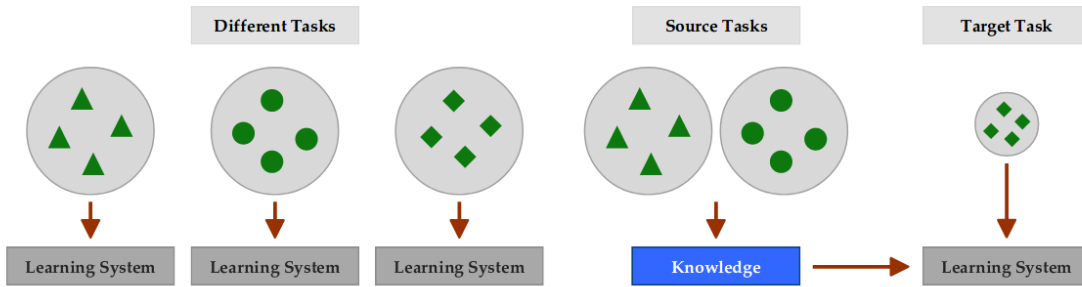 Different Tasks
Source Tasks
Target Task
Learning System
Learning System
Learning System
Knowledge
Learning System